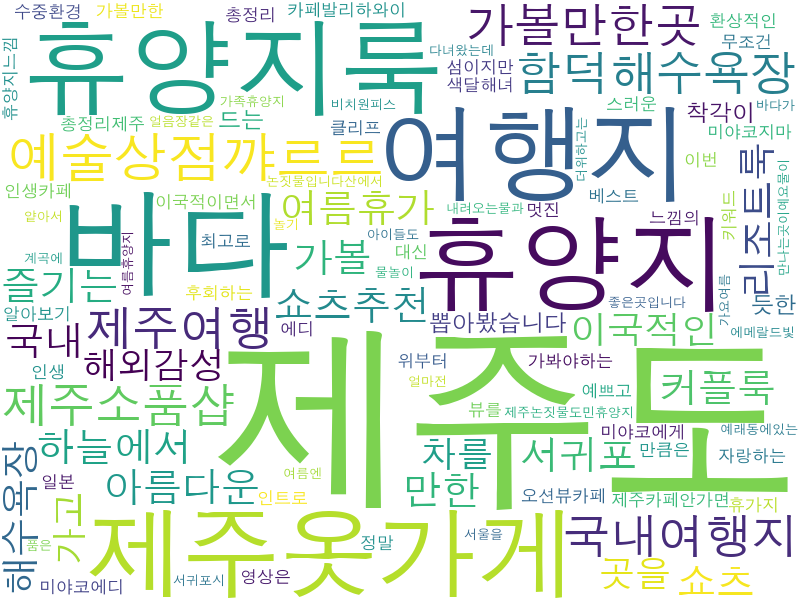 수중환경
가볼만한
총정리
카페발리하와이
가볼만한곳
환상적인
무조건
휴양지룩
다녀왔는데
섬이지만
색달해녀
함덕해수욕장
휴양지느낌
가족휴양지
비치원피스
스러운
착각이
바다가
총정리제주
얼음장같은
드는
클리프
여행지
더위하고는
미야코지마
예술상점꺄르르
논짓물입니다산에서
이번
인생카페
이국적이면서
여름휴가
내려오는물과
멋진
베스트
느낌의
키워드
리조트룩
만나는곳이예요물이
알아서
바다
최고로
놀기
아이들도
휴양지
계곡에
여름휴양지
가볼
대신
물놀이
즐기는
후회하는
쇼츠추천
좋은곳입니다
가요여름
듯한
알아보기
제주여행
에디
뽑아봤습니다
이국적인
에메랄드빛
국내
해외감성
제주도
위부터
가봐야하는
인생
얼마전
예쁘고
커플룩
제주소품샵
뷰를
제주논짓물도민휴양지
미야코에게
예래동에있는
하늘에서
차를
서귀포
만큼은
자랑하는
해수욕장
일본
아름다운
여름엔
인트로
만한
오션뷰카페
제주카페안가면
휴가지
가고
제주옷가게
서울을
국내여행지
품은
정말
미야코에디
서귀포시
영상은
곳을
쇼츠